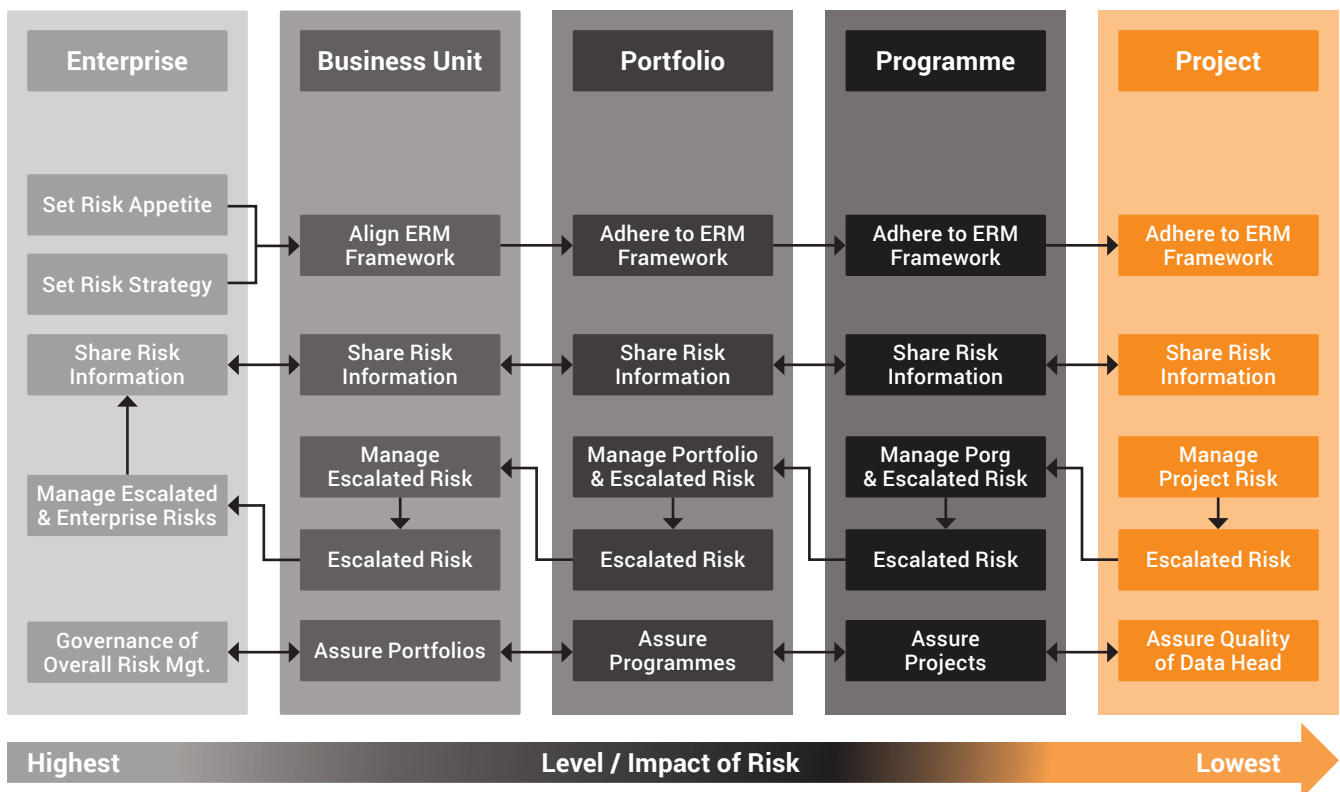 Enterprise
Business Unit
Portfolio
Programme
Project
Set Risk Appetite
Set Risk Strategy
Align ERM
Framework
Adhere to ERM
Framework
Adhere to ERM
Framework
Adhere to ERM
Framework
Share Risk
Information
Share Risk
Information
Share Risk
Information
Share Risk
Information
Share Risk
Information
Manage Escalated
& Enterprise Risks
Manage
Escalated Risk
Manage Portfolio
& Escalated Risk
Manage Porg
& Escalated Risk
Manage
Project Risk
Escalated Risk
Escalated Risk
Escalated Risk
Escalated Risk
Governance of
Overall Risk Mgt.
Assure Portfolios
Assure
Programmes
Assure
Projects
Assure Quality
of Data Head
Highest
Level / Impact of Risk
Lowest